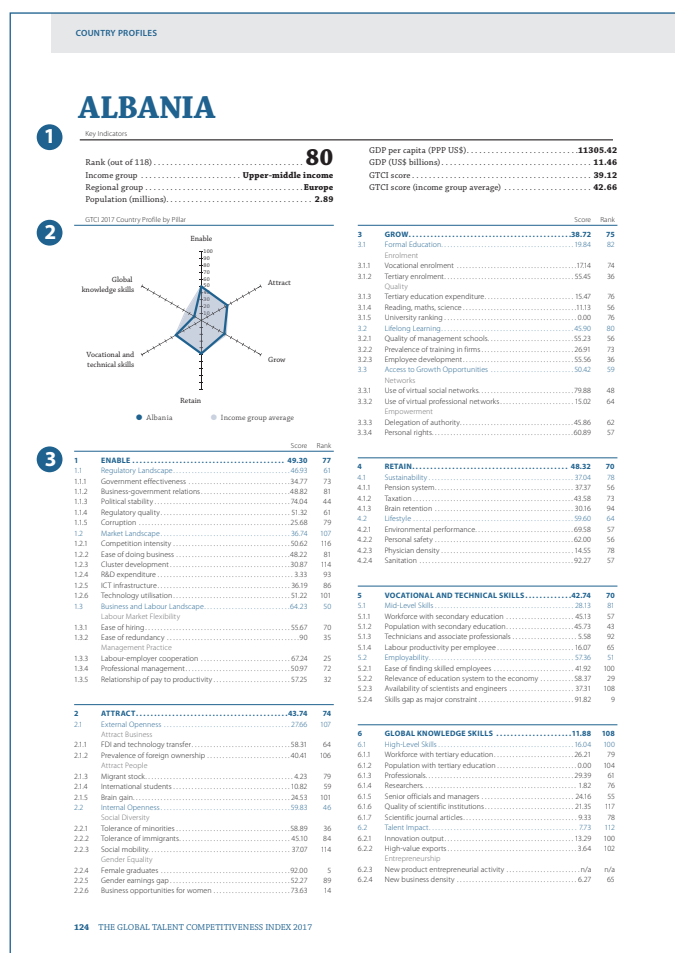 COUNTRY PROFILES
ALBANIA
1
Key Indicators
Rank (out of 118) 80
Income group Upper-middle income
Regional group Europe
Population (millions) 2.89
GDP per capita (PPP US$) 11305.42
GDP (US$ billions) 11.46
GTCI score 39.12
GTCI score (income group average) 42.66
2
GTCI 2017 Country Profile by Pillar
Enable
100
90
80
70
60
50
40
30
20
10
Attract
Grow
Retain
Vocational and
technical skills
Global
knowledge skills
Albania
Income group average
3
Score Rank
1 ENABLE 49.30 77
1.1 Regulatory Landscape 46.93 61
1.1.1 Government effectiveness 34.77 73
1.1.2 Business-government relations 48.82 81
1.1.3 Political stability 74.04 44
1.1.4 Regulatory quality 51.32 61
1.1.5 Corruption 25.68 79
1.2 Market Landscape 36.74 107
1.2.1 Competition intensity 50.62 116
1.2.2 Ease of doing business 48.22 81
1.2.3 Cluster development 30.87 114
1.2.4 R&D expenditure 3.33 93
1.2.5 ICT infrastructure 36.19 86
1.2.6 Technology utilisation 51.22 101
1.3 Business and Labour Landscape 64.23 50
Labour Market Flexibility
1.3.1 Ease of hiring 55.67 70
1.3.2 Ease of redundancy 90 35
Management Practice
1.3.3 Labour-employer cooperation 67.24 25
1.3.4 Professional management 50.97 72
1.3.5 Relationship of pay to productivity 57.25 32
2 ATTRACT 43.74 74
2.1 External Openness 27.66 107
Attract Business
2.1.1 FDI and technology transfer 58.31 64
2.1.2 Prevalence of foreign ownership 40.41 106
Attract People
2.1.3 Migrant stock 4.23 79
2.1.4 International students 10.82 59
2.1.5 Brain gain 24.53 101
2.2 Internal Openness 59.83 46
Social Diversity
2.2.1 Tolerance of minorities 58.89 36
2.2.2 Tolerance of immigrants 45.10 84
2.2.3 Social mobility 37.07 114
Gender Equality
2.2.4 Female graduates 92.00 5
2.2.5 Gender earnings gap 52.27 89
2.2.6 Business opportunities for women 73.63 14
Score Rank
3 GROW 38.72 75
3.1 Formal Education 19.84 82
Enrolment
3.1.1 Vocational enrolment 17.14 74
3.1.2 Tertiary enrolment 55.45 36
Quality
3.1.3 Tertiary education expenditure 15.47 76
3.1.4 Reading, maths, science 11.13 56
3.1.5 University ranking 0.00 76
3.2 Lifelong Learning 45.90 80
3.2.1 Quality of management schools 55.23 56
3.2.2 Prevalence of training in firms 26.91 73
3.2.3 Employee development 55.56 36
3.3 Access to Growth Opportunities 50.42 59
Networks
3.3.1 Use of virtual social networks 79.88 48
3.3.2 Use of virtual professional networks 15.02 64
Empowerment
3.3.3 Delegation of authority 45.86 62
3.3.4 Personal rights 60.89 57
4 RETAIN 48.32 70
4.1 Sustainability 37.04 78
4.1.1 Pension system 37.37 56
4.1.2 Taxation 43.58 73
4.1.3 Brain retention 30.16 94
4.2 Lifestyle 59.60 64
4.2.1 Environmental performance 69.58 57
4.2.2 Personal safety 62.00 56
4.2.3 Physician density 14.55 78
4.2.4 Sanitation 92.27 57
5 VOCATIONAL AND TECHNICAL SKILLS 42.74 70
5.1 Mid-Level Skills 28.13 81
5.1.1 Workforce with secondary education 45.13 57
5.1.2 Population with secondary education 45.73 43
5.1.3 Technicians and associate professionals 5.58 92
5.1.4 Labour productivity per employee 16.07 65
5.2 Employability 57.36 51
5.2.1 Ease of finding skilled employees 41.92 100
5.2.2 Relevance of education system to the economy 58.37 29
5.2.3 Availability of scientists and engineers 37.31 108
5.2.4 Skills gap as major constraint 91.82 9
6 GLOBAL KNOWLEDGE SKILLS 11.88 108
6.1 High-Level Skills 16.04 100
6.1.1 Workforce with tertiary education 26.21 79
6.1.2 Population with tertiary education 0.00 104
6.1.3 Professionals 29.39 61
6.1.4 Researchers 1.82 76
6.1.5 Senior officials and managers 24.16 55
6.1.6 Quality of scientific institutions 21.35 117
6.1.7 Scientific journal articles 9.33 78
6.2 Talent Impact 7.73 112
6.2.1 Innovation output 13.29 100
6.2.2 High-value exports 3.64 102
Entrepreneurship
6.2.3 New product entrepreneurial activity n/a n/a
6.2.4 New business density 6.27 65
124 THE GLOBAL TALENT COMPETITIVENESS INDEX 2017